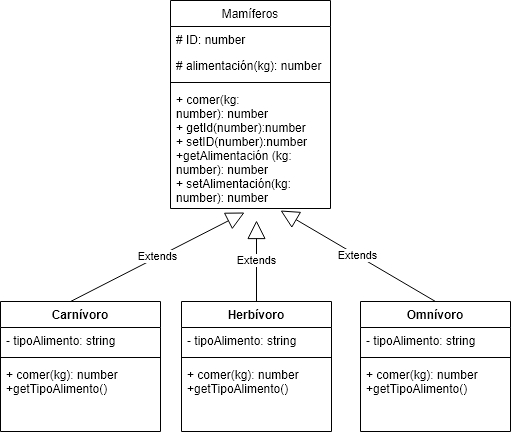 Mamíferos
# ID: number
# alimentación(kg): number
+ comer(kg:
number): number
+ getId(number):number
+ setID(number):number
+getAlimentación (kg:
number): number
+ setAlimentación(kg:
number): number
Extends
Extends
Extends
Carnívoro
- tipoAlimento: string
+ comer(kg): number
+getTipoAlimento()
Herbívoro
- tipoAlimento: string
+ comer(kg): number
+getTipoAlimento()
Omnívoro
- tipoAlimento: string
+ comer(kg): number
+getTipoAlimento()